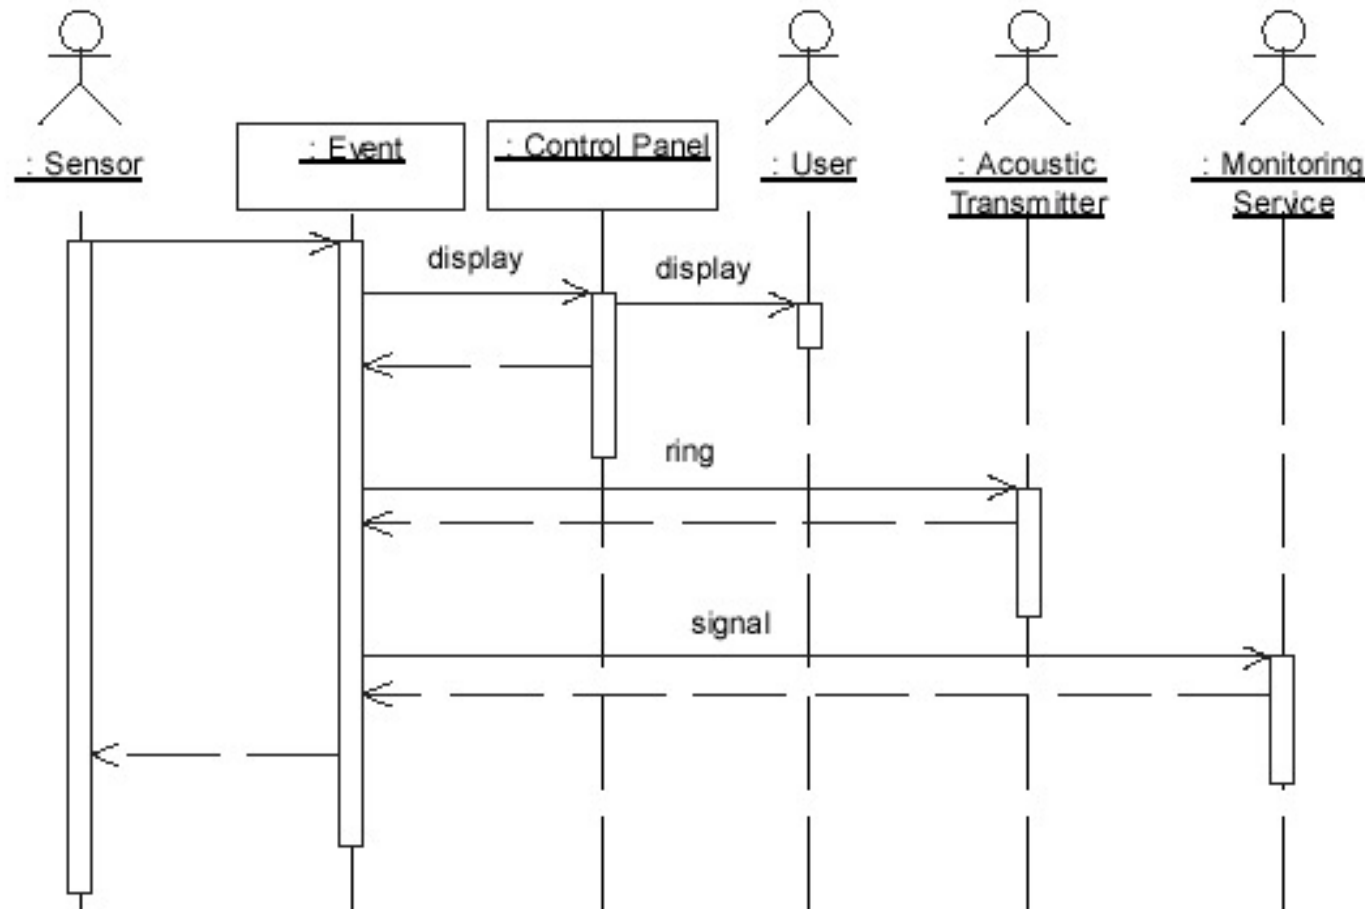 : Sensor
: Event
: Control Panel
: User
: Acoustic
Transmitter
: Monitoring
Service
display
display
ring
signal